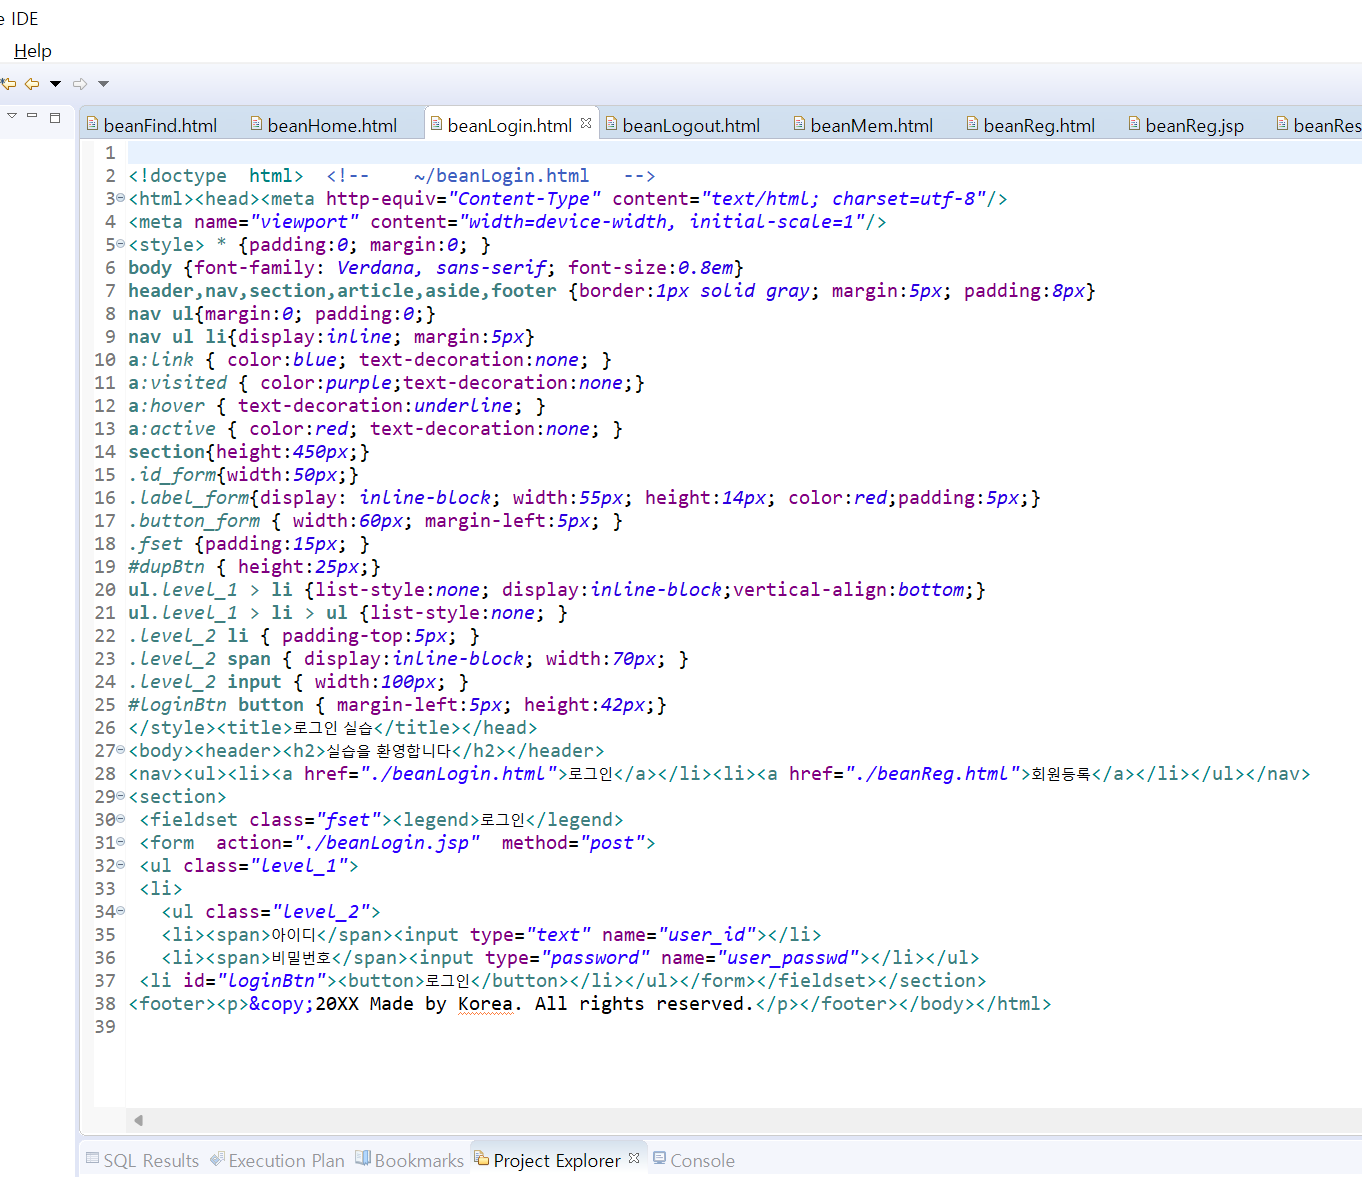 e IDE
Help
beanFind.html beanHome.html beanLogin.html beanLogout.html beanMem.html beanReg.html beanReg.jsp beanRes
1
2 <!doctype  html>  <!--    ~/beanLogin.html   -->
3 <html><head><meta http-equiv="Content-Type" content="text/html; charset=utf-8"/>
4 <meta name="viewport" content="width=device-width, initial-scale=1"/>
5 <style> * {padding:0; margin:0; }
6 body {font-family: Verdana, sans-serif; font-size:0.8em}
7 header,nav,section,article,aside,footer {border:1px solid gray; margin:5px; padding:8px}
8 nav ul{margin:0; padding:0;}
9 nav ul li{display:inline; margin:5px}
10 a:link { color:blue; text-decoration:none; }
11 a:visited { color:purple;text-decoration:none;}
12 a:hover { text-decoration:underline; }
13 a:active { color:red; text-decoration:none; }
14 section{height:450px;}
15 .id_form{width:50px;}
16 .label_form{display: inline-block; width:55px; height:14px; color:red;padding:5px;}
17 .button_form { width:60px; margin-left:5px; }
18 .fset {padding:15px; }
19 #dupBtn { height:25px;}
20 ul.level_1 > li {list-style:none; display:inline-block;vertical-align:bottom;}
21 ul.level_1 > li > ul {list-style:none; }
22 .level_2 li { padding-top:5px; }
23 .level_2 span { display:inline-block; width:70px; }
24 .level_2 input { width:100px; }
25 #loginBtn button { margin-left:5px; height:42px;}
26 </style><title>로그인 실습</title></head>
27 <body><header><h2>실습을 환영합니다</h2></header>
28 <nav><ul><li><a href="./beanLogin.html">로그인</a></li><li><a href="./beanReg.html">회원등록</a></li></ul></nav>
29 <section>
30  <fieldset class="fset"><legend>로그인</legend>
31  <form  action="./beanLogin.jsp"  method="post">
32  <ul class="level_1">
33  <li>
34    <ul class="level_2">
35    <li><span>아이디</span><input type="text" name="user_id"></li>
36    <li><span>비밀번호</span><input type="password" name="user_passwd"></li></ul>
37  <li id="loginBtn"><button>로그인</button></li></ul></form></fieldset></section>
38 <footer><p>&copy;20XX Made by Korea. All rights reserved.</p></footer></body></html>
39
SQL Results Execution Plan Bookmarks Project Explorer Console